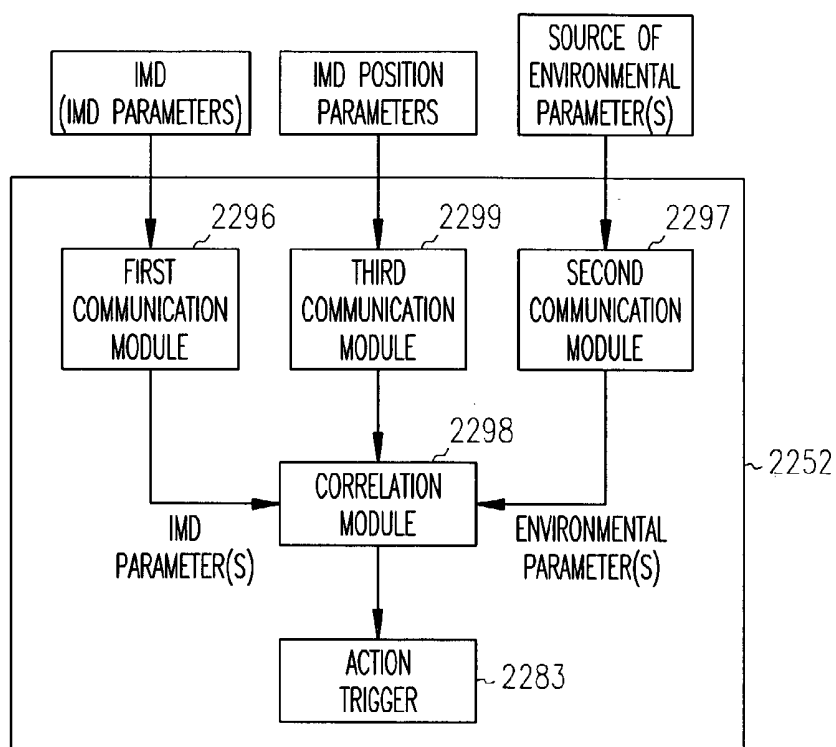 IMD
(IMD PARAMETERS)
IMD POSITION
PARAMETERS
SOURCE OF
ENVIRONMENTAL
PARAMETER(S)
2296
2299
2297
FIRST
COMMUNICATION
MODULE
THIRD
COMMUNICATION
MODULE
SECOND
COMMUNICATION
MODULE
2298
2252
CORRELATION
MODULE
IMD
PARAMETER(S)
ENVIRONMENTAL
PARAMETER(S)
ACTION
TRIGGER
2283